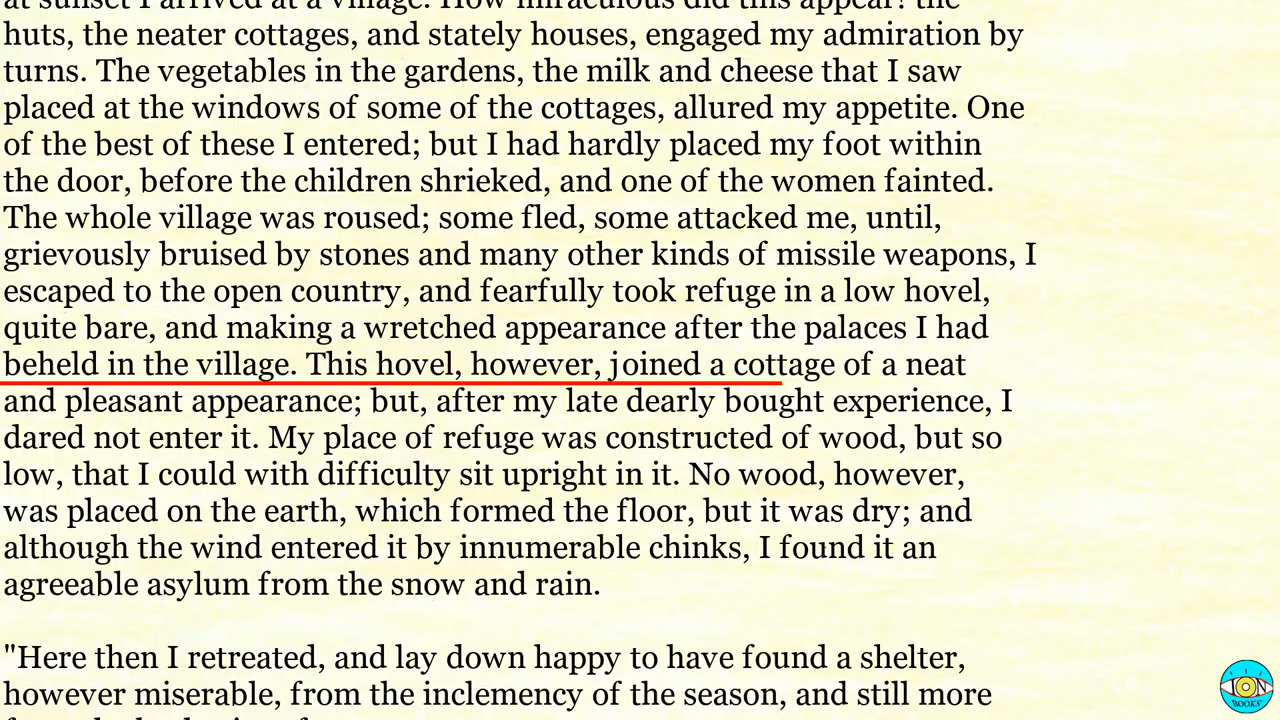 at sunset I arrived at a village. How miraculous did this appear! the
huts, the neater cottages, and stately houses, engaged my admiration by
turns. The vegetables in the gardens, the milk and cheese that I saw
placed at the windows of some of the cottages, allured my appetite. One
of the best of these I entered; but I had hardly placed my foot within
the door, before the children shrieked, and one of the women fainted.
The whole village was roused; some fled, some attacked me, until,
grievously bruised by stones and many other kinds of missile weapons, I
escaped to the open country, and fearfully took refuge in a low hovel,
quite bare, and making a wretched appearance after the palaces I had
beheld in the village. This hovel, however, joined a cottage of a neat
and pleasant appearance; but, after my late dearly bought experience, I
dared not enter it. My place of refuge was constructed of wood, but so
low, that I could with difficulty sit upright in it. No wood, however,
was placed on the earth, which formed the floor, but it was dry; and
although the wind entered it by innumerable chinks, I found it an
agreeable asylum from the snow and rain.
"Here then I retreated, and lay down happy to have found a shelter,
however miserable, from the inclemency of the season, and still more
I
ION
BOOKS